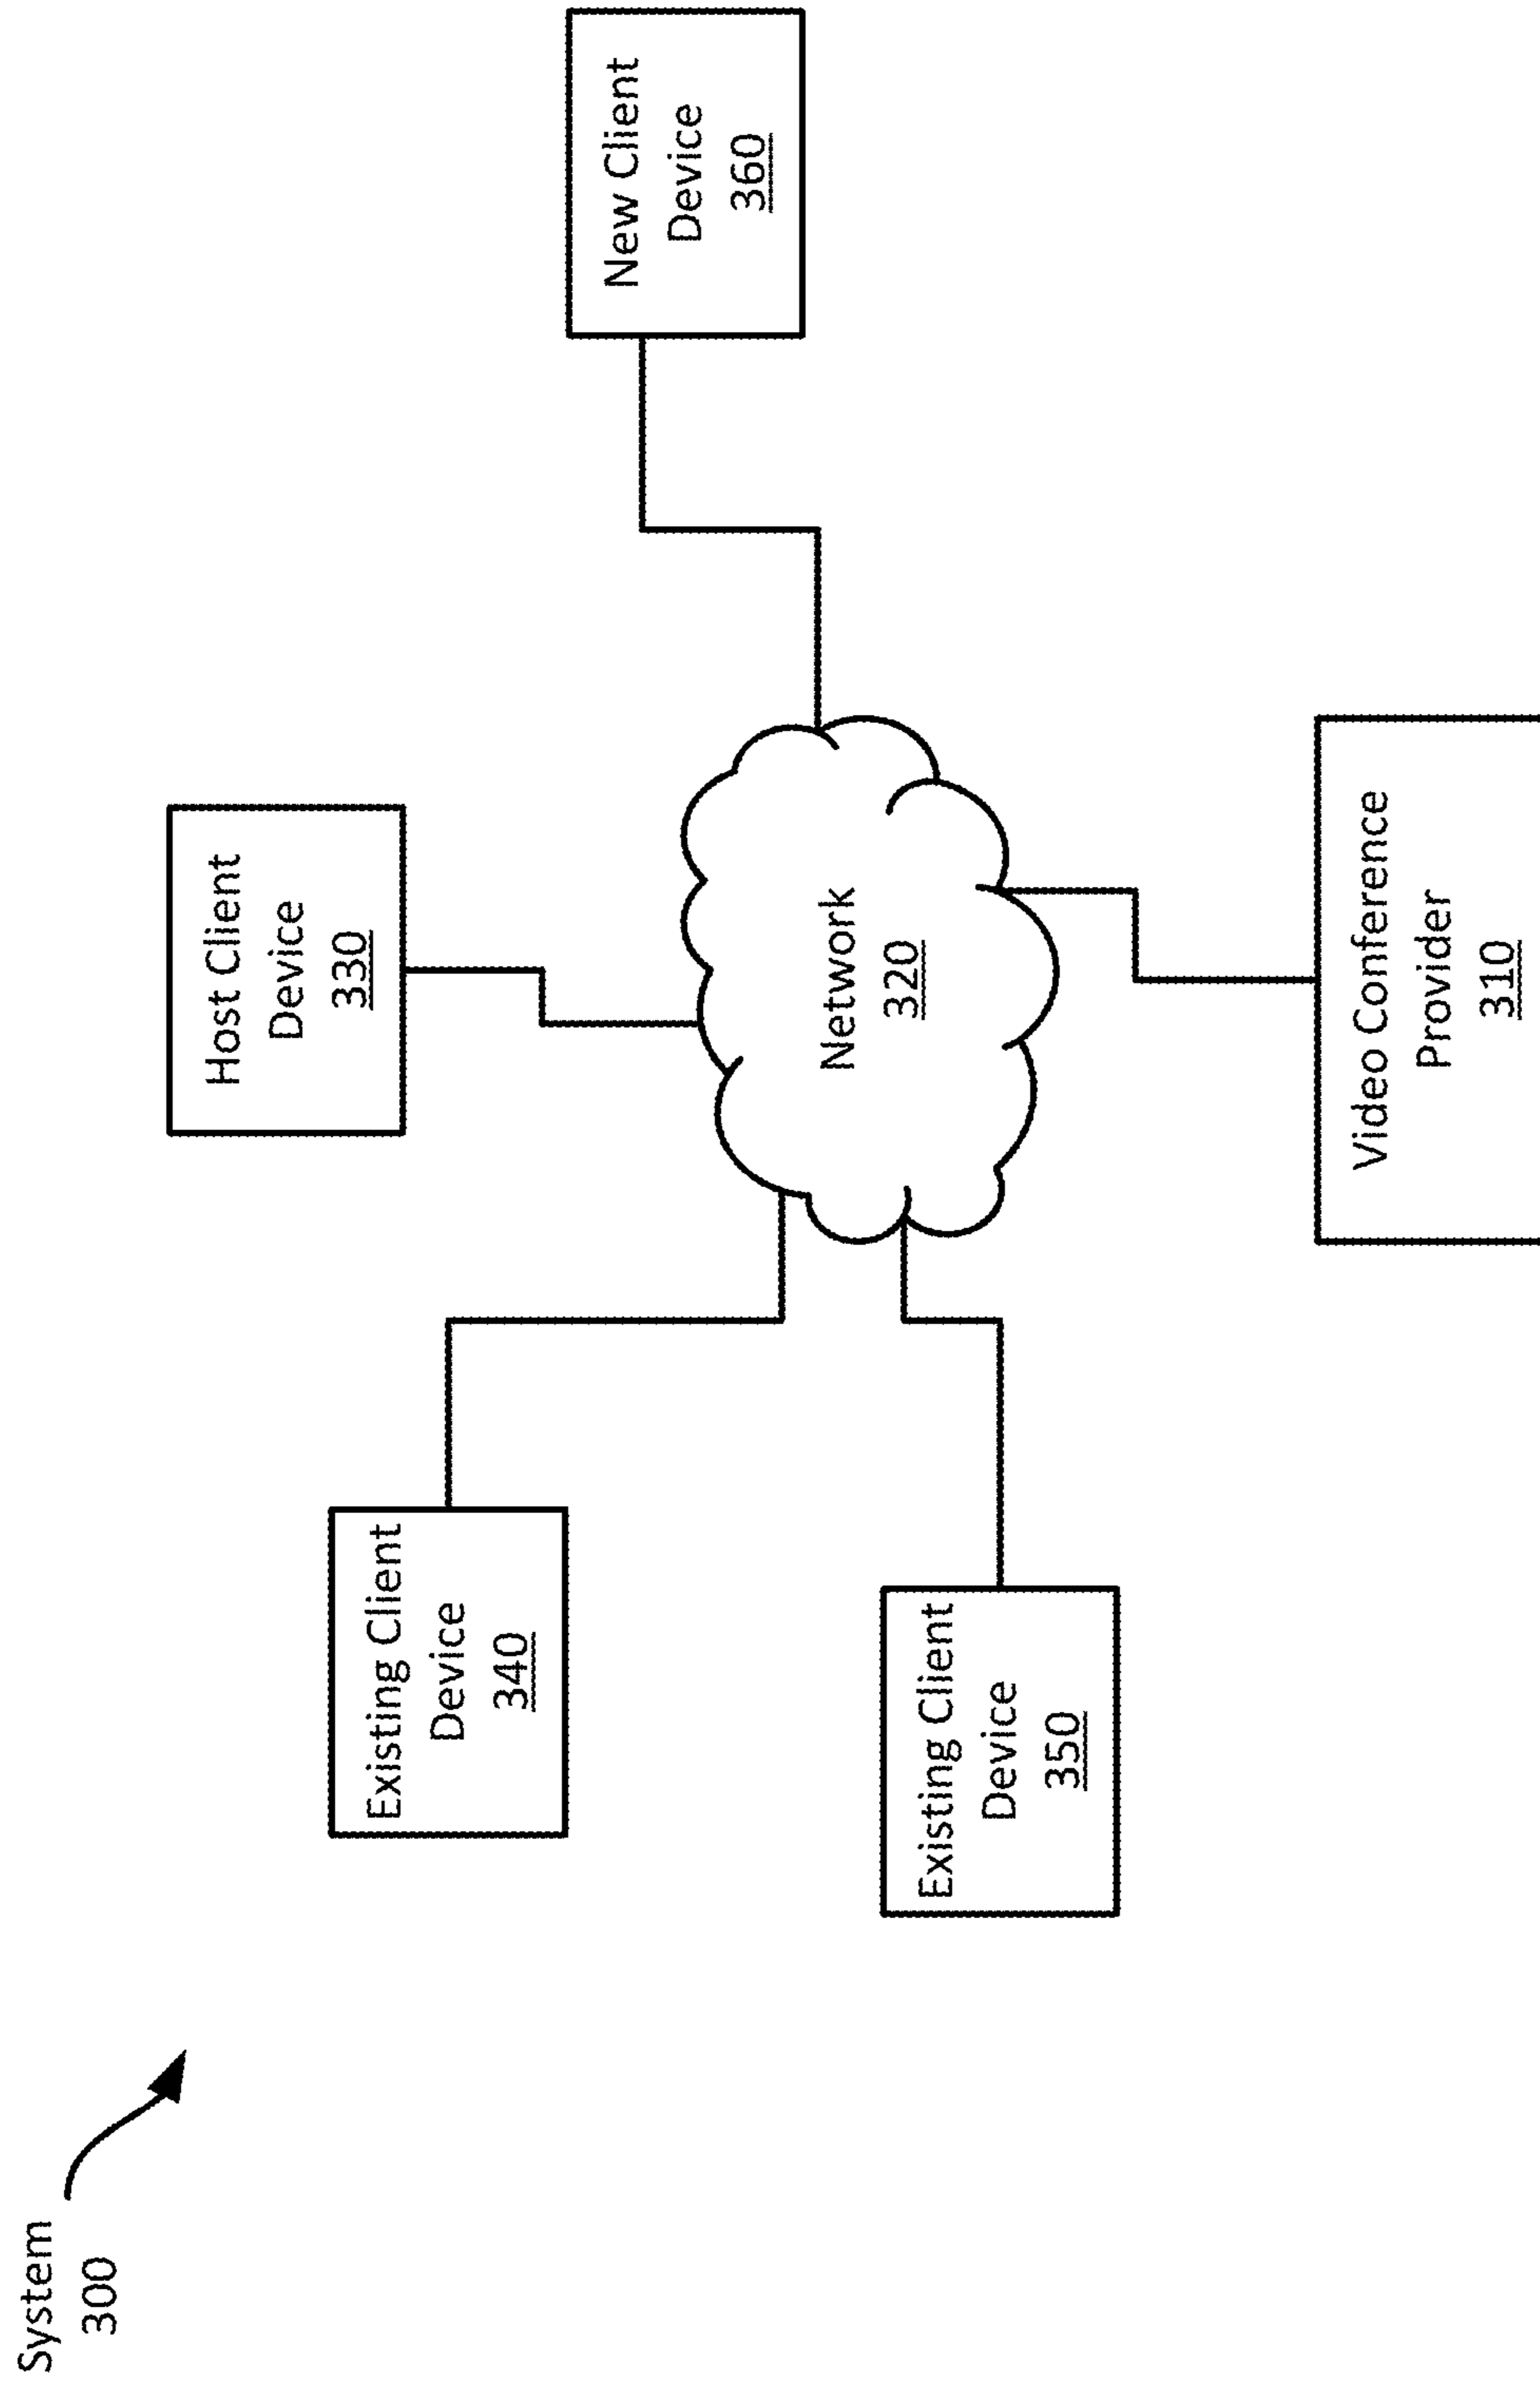 System
300
Existing Client
Device
340
Host Client
Device
330
New Client
Device
360
Network
320
Existing Client
Device
350
Video Conference
Provider
310